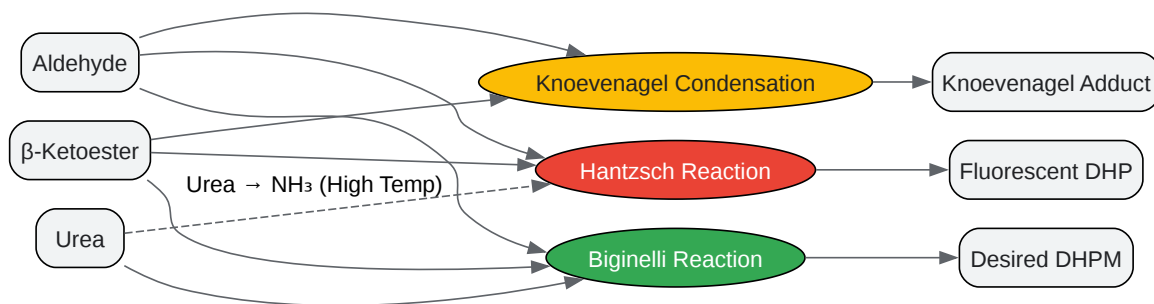 Aldehyde
Knoevenagel Condensation
Knoevenagel Adduct
β-Ketoester
Hantzsch Reaction
Fluorescent DHP
Urea → NH₃ (High Temp)
Urea
Biginelli Reaction
Desired DHPM